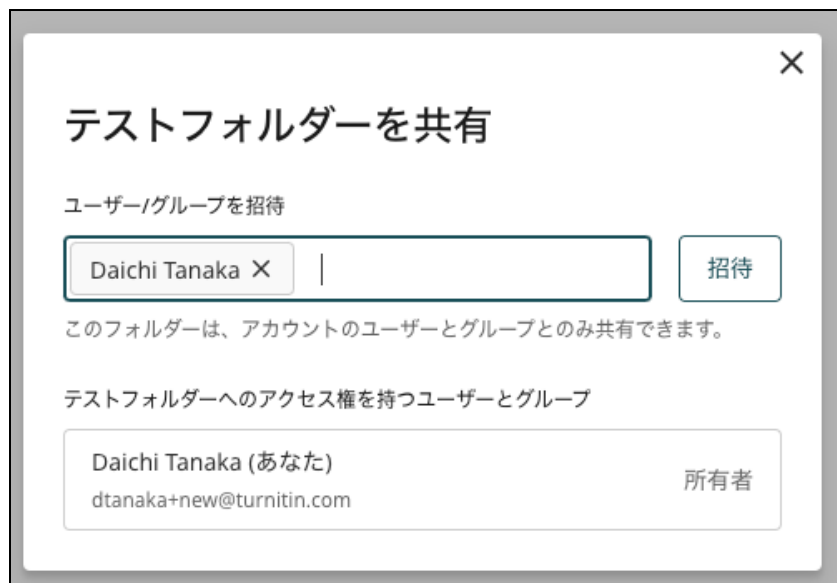 テストフォルダーを共有
ユーザー/グループを招待
Daichi Tanaka
招待
このフォルダーは、アカウントのユーザーとグループとのみ共有できます。
テストフォルダーへのアクセス権を持つユーザーとグループ
Daichi Tanaka (あなた)
所有者
dtanaka+new@turnitin.com